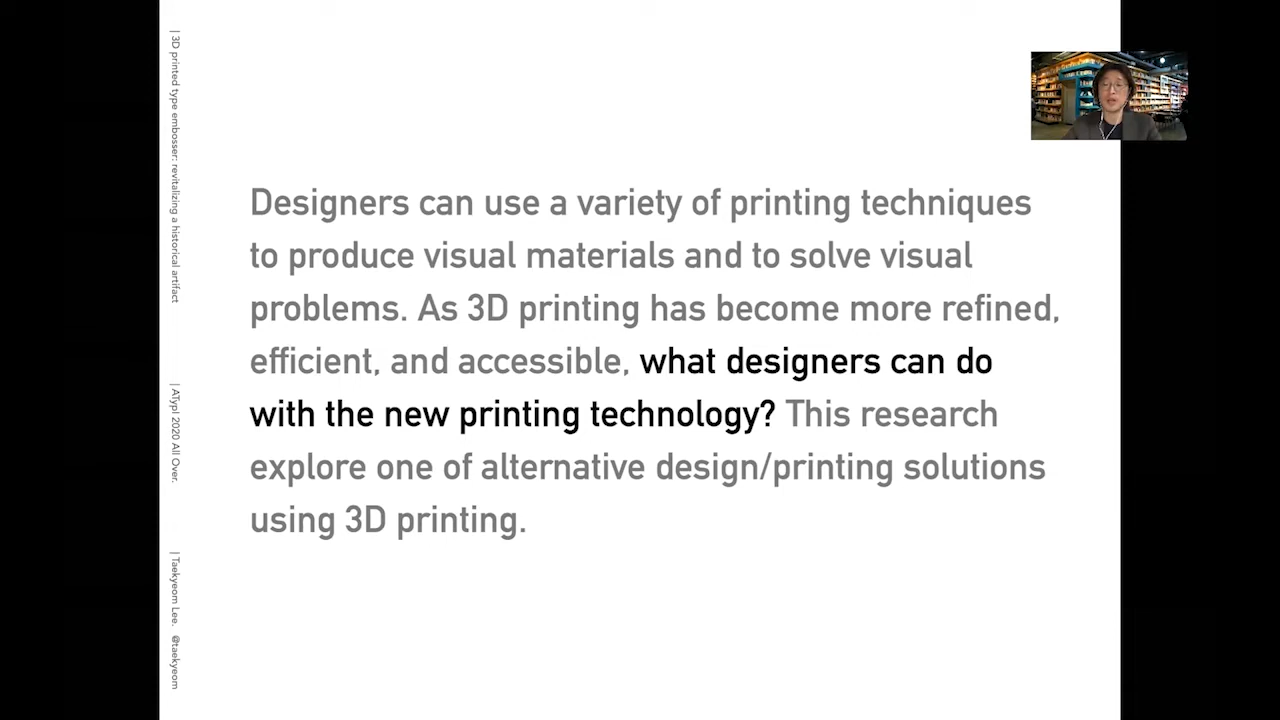 | 3D printed type embosser: revitalizing a historical artifact
| ATypI 2020 All Over.
| Taekyeom Lee. @taekyeom
Designers can use a variety of printing techniques
to produce visual materials and to solve visual
problems. As 3D printing has become more refined,
efficient, and accessible, what designers can do
with the new printing technology? This research
explore one of alternative design/printing solutions
using 3D printing.